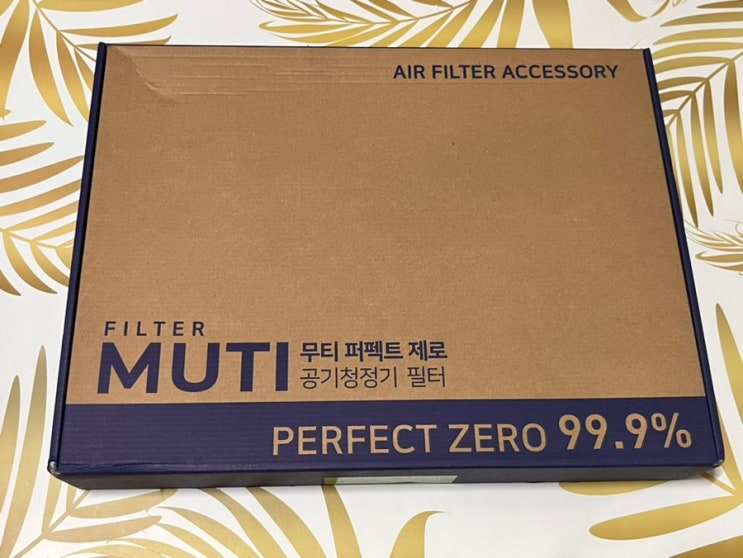 AIR FILTER ACCESSORY
FILTER
MUTI
무티 퍼펙트 제로
공기청정기 필터
PERFECT ZERO 99.9%